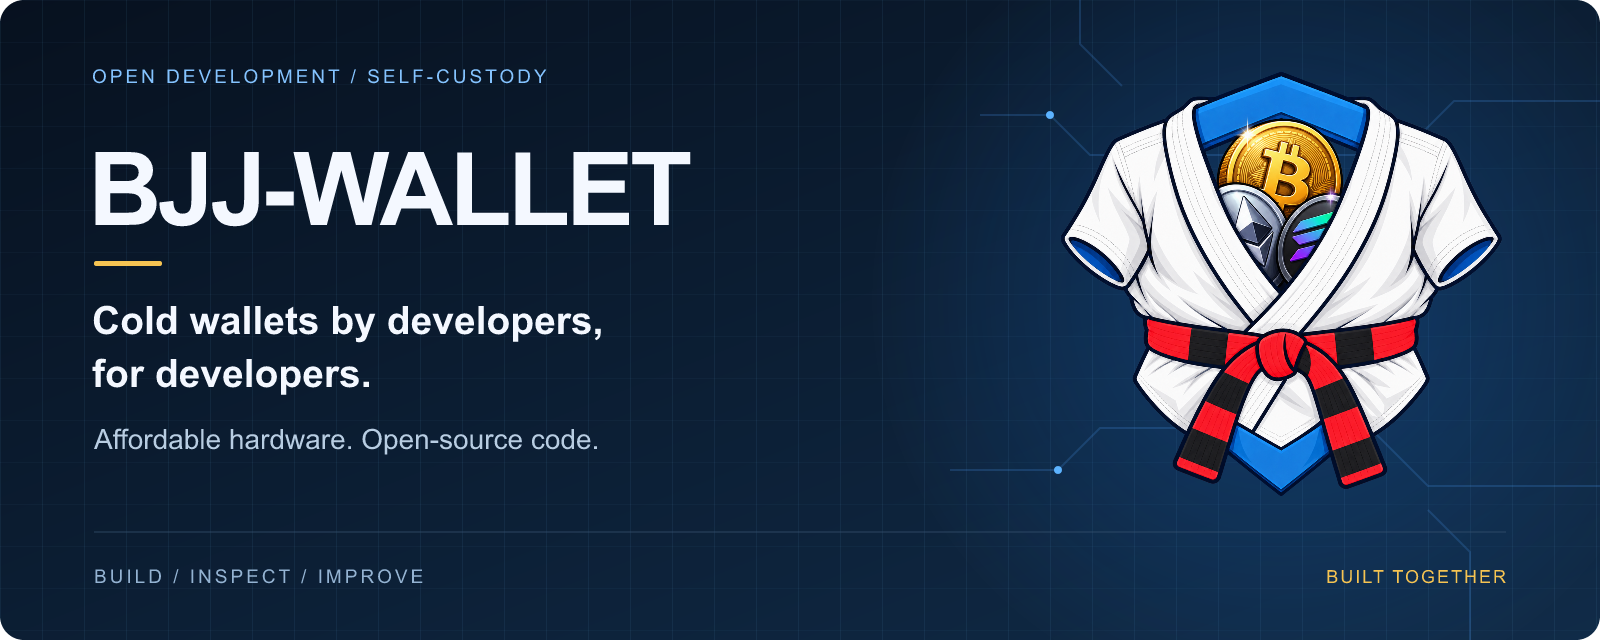 OPEN DEVELOPMENT / SELF-CUSTODY
BJJ-WALLET
Cold wallets by developers,
for developers.
Affordable hardware. Open-source code.
BUILD / INSPECT / IMPROVE
BUILT TOGETHER